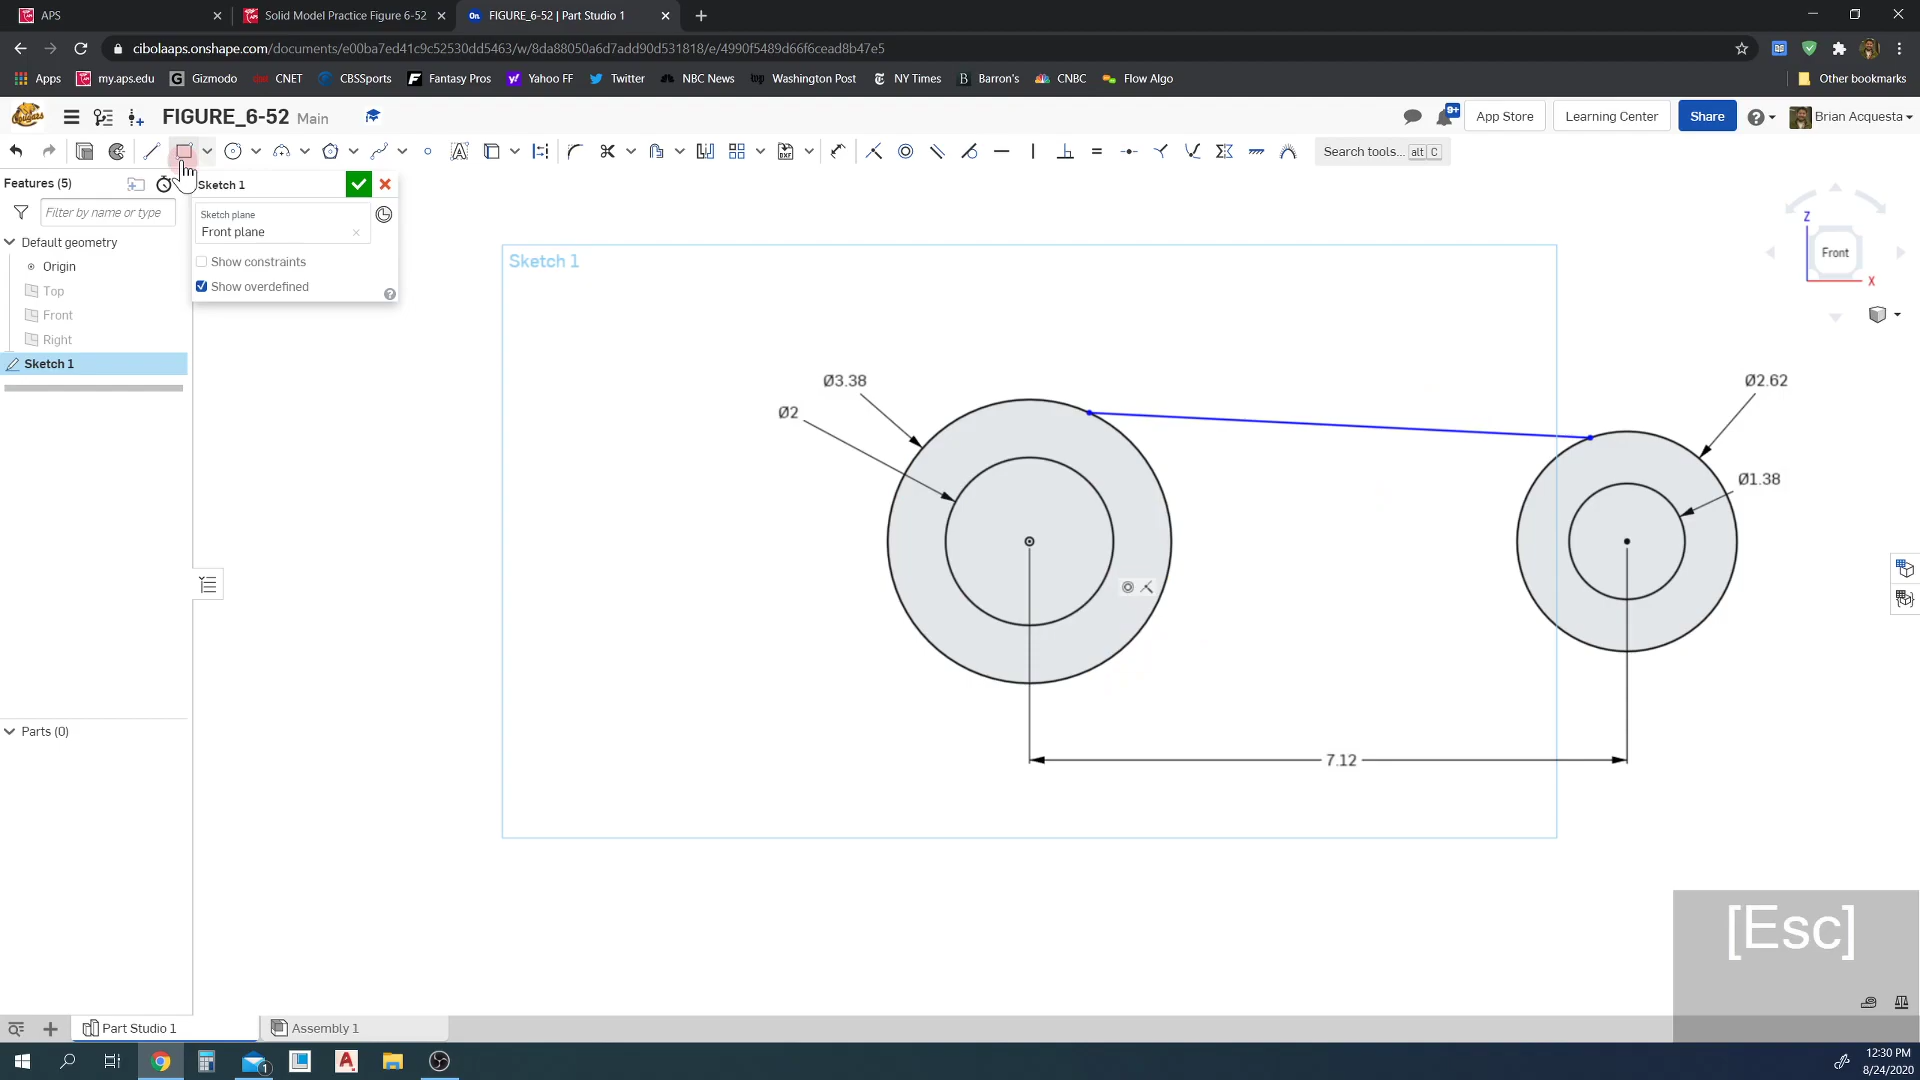 APS
Solid Model Practice Figure 6-52
FIGURE_6-52 | Part Studio 1
cibolaaps.onshape.com/documents/e00ba7ed41c9c52530dd5463/w/8da88050a6d7add90d531818/e/4990f5489d66f6cead8b47e5
Apps
my.aps.edu
Gizmodo
CNET
CBSSports
Fantasy Pros
Yahoo FF
Twitter
NBC News
Washington Post
NY Times
Barron's
CNBC
Flow Algo
Other bookmarks
FIGURE_6-52 Main
9+
App Store
Learning Center
Share
Brian Acquesta
Search tools... alt C
Features (5)
Filter by name or type
Default geometry
Origin
Top
Front
Right
Sketch 1
Sketch 1
Sketch plane
Front plane
Show constraints
Show overdefined
Sketch 1
Ø3.38
Ø2
Ø2.62
Ø1.38
7.12
Z
Front
X
Parts (0)
[Esc]
Part Studio 1
Assembly 1
1
12:30 PM
8/24/2020